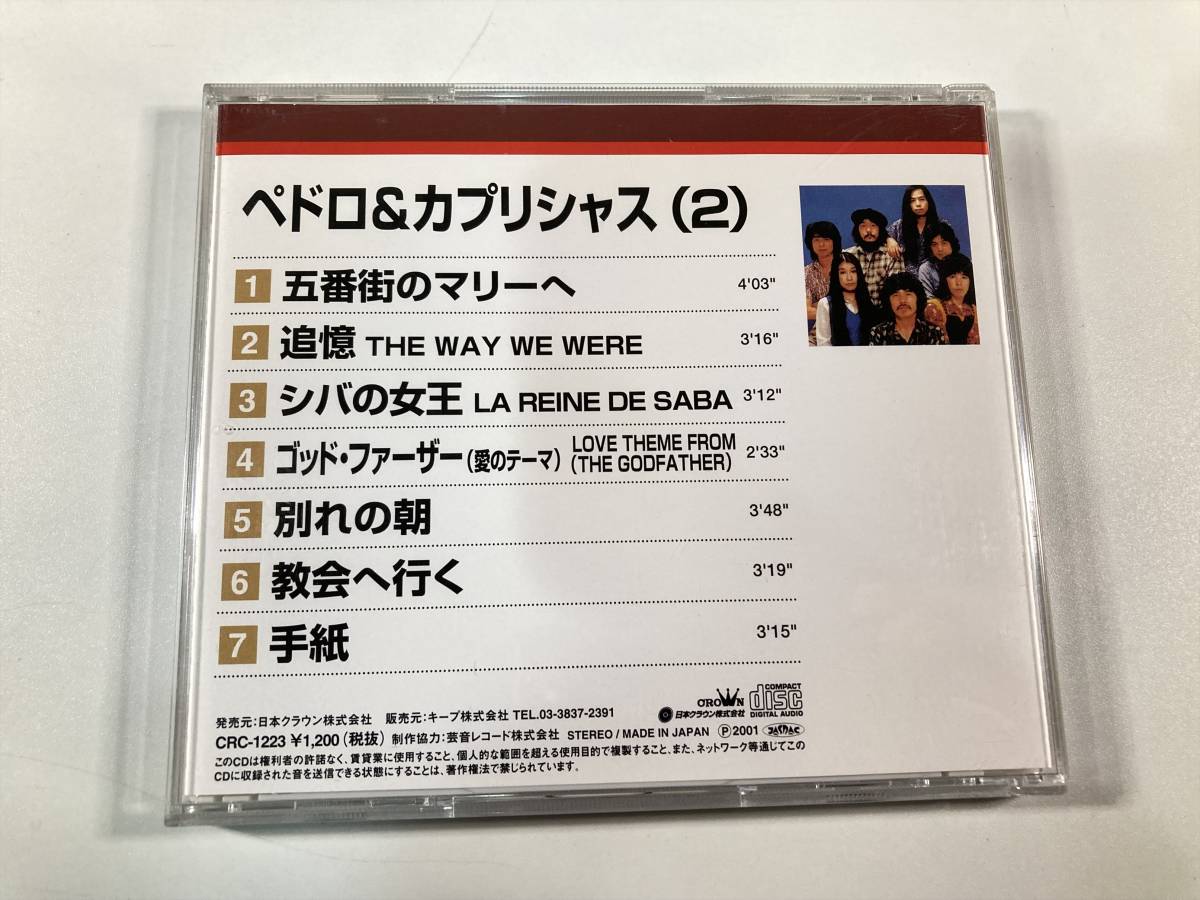 ペドロ&カプリシャス(2)
1 五番街のマリーへ 4'03"
2 追憶 THE WAY WE WERE 3'16"
3 シバの女王 LA REINE DE SABA 3'12"
4 ゴッド・ファーザー(愛のテーマ) LOVE THEME FROM (THE GODFATHER) 2'33"
5 別れの朝 3'48"
6 教会へ行く 3'19"
7 手紙 3'15"
CROWN
日本クラウン株式会社
COMPACT
disc
DIGITAL AUDIO
発売元:日本クラウン株式会社 販売元:キープ株式会社 TEL.03-3837-2391
CRC-1223 ¥1,200(税抜) 制作協力:芸音レコード株式会社 STEREO / MADE IN JAPAN Ⓟ2001 JASRAC
このCDは権利者の許諾なく、賃貸業に使用すること、個人的な範囲を超える使用目的で複製すること、また、ネットワーク等通じてこの
CDに収録された音を送信できる状態にすることは、著作権法で禁じられています。